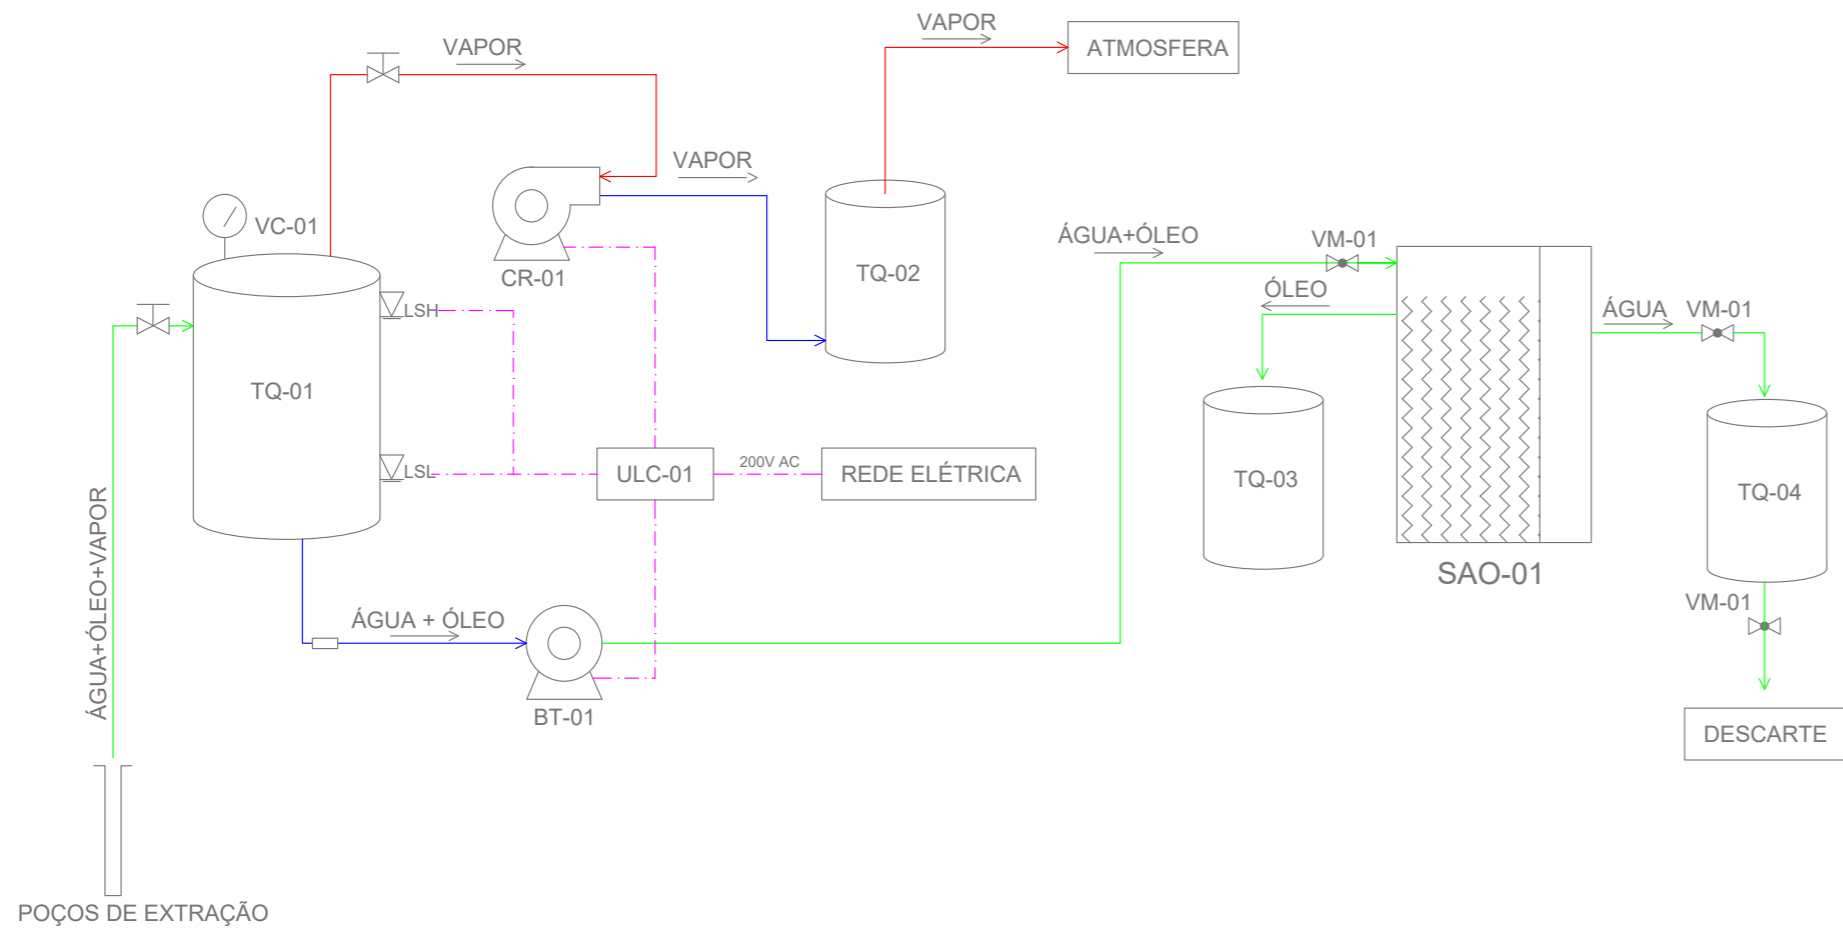 VAPOR
ATMOSFERA
VAPOR
VAPOR
VC-01
CR-01
TQ-02
ÁGUA+ÓLEO
VM-01
ÓLEO
ÁGUA
VM-01
LSH
TQ-01
LSL
ULC-01
200V AC
REDE ELÉTRICA
TQ-03
TQ-04
SAO-01
VM-01
ÁGUA+ÓLEO+VAPOR
ÁGUA + ÓLEO
BT-01
DESCARTE
POÇOS DE EXTRAÇÃO